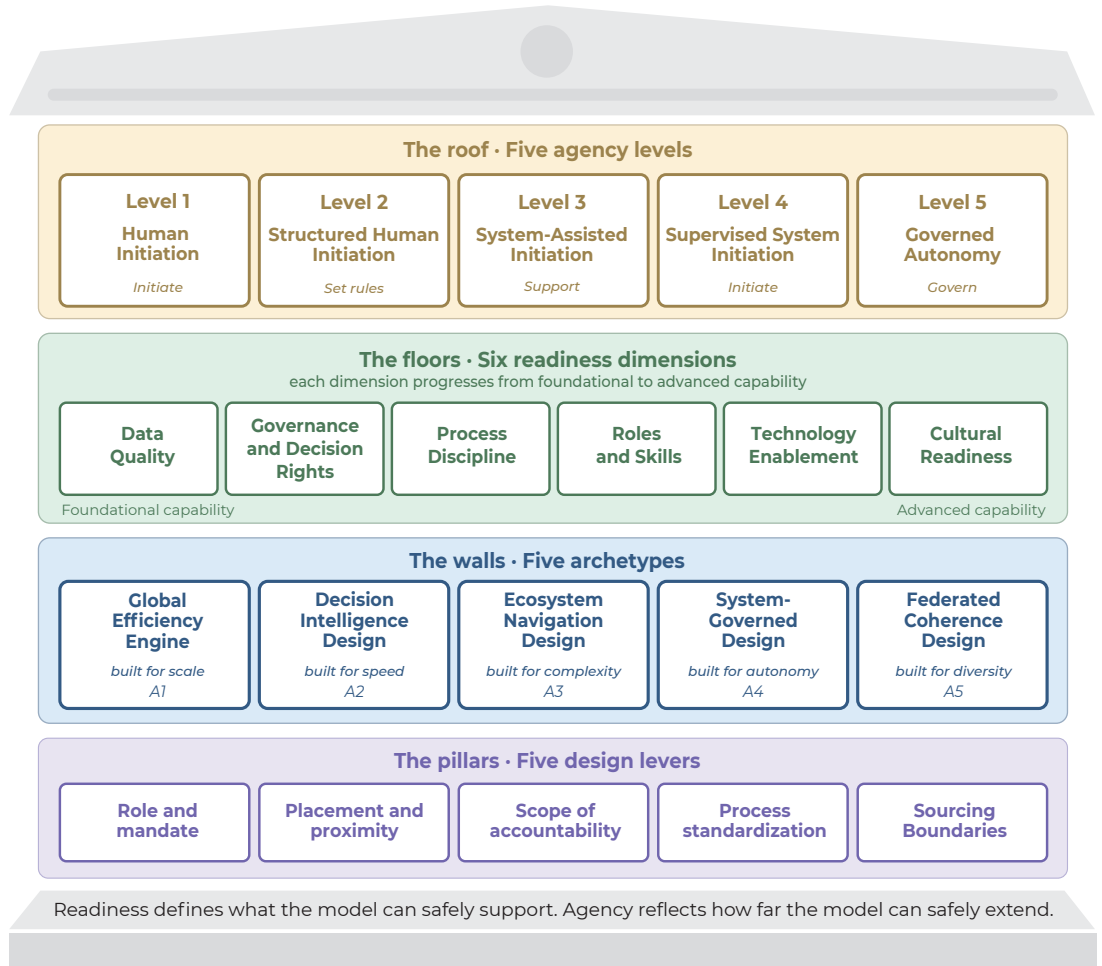 The roof · Five agency levels
Level 1
Human
Initiation
Initiate
Level 2
Structured Human
Initiation
Set rules
Level 3
System-Assisted
Initiation
Support
Level 4
Supervised System
Initiation
Initiate
Level 5
Governed
Autonomy
Govern
The floors · Six readiness dimensions
each dimension progresses from foundational to advanced capability
Data
Quality
Governance
and Decision
Rights
Process
Discipline
Roles
and Skills
Technology
Enablement
Cultural
Readiness
Foundational capability
Advanced capability
The walls · Five archetypes
Global
Efficiency
Engine
built for scale
A1
Decision
Intelligence
Design
built for speed
A2
Ecosystem
Navigation
Design
built for complexity
A3
System-
Governed
Design
built for autonomy
A4
Federated
Coherence
Design
built for diversity
A5
The pillars · Five design levers
Role and
mandate
Placement and
proximity
Scope of
accountability
Process
standardization
Sourcing
Boundaries
Readiness defines what the model can safely support. Agency reflects how far the model can safely extend.